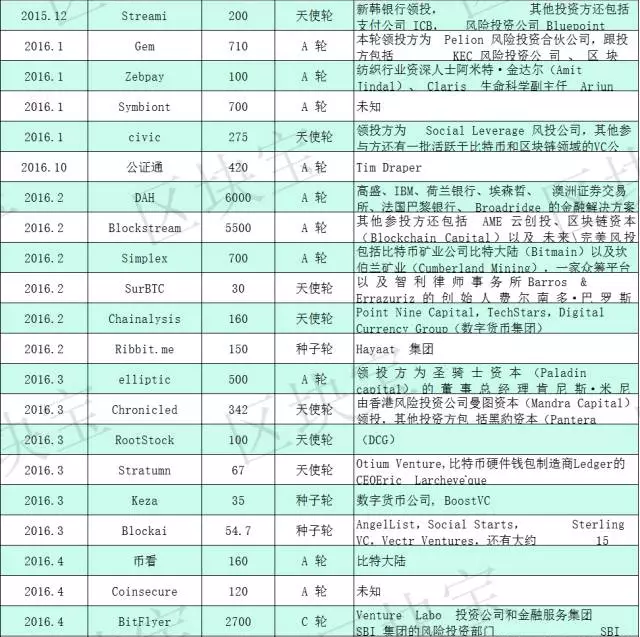 2015.12 Streami 200 天使轮 新韩银行领投， 其他投资方还包括
支付公司 ICB, 风险投资公司 Bluepoint
2016.1 Gem 710 A 轮 本轮领投方为 Pelion 风险投资合伙公司，跟投
方包括 KEC 风险投资公司、区块
2016.1 Zebpay 100 A 轮 纺织行业资深人士阿米特·金达尔（Amit
Jindal）、Claris 生命科学副主任 Arjun
2016.1 Symbiont 700 A 轮 未知
2016.1 civic 275 天使轮 领投方为 Social Leverage 风投公司，其他参
与方还有一批活跃于比特币和区块链领域的VC公
2016.10 公证通 420 A 轮 Tim Draper
2016.2 DAH 6000 A 轮 高盛、IBM、荷兰银行、埃森哲、 澳洲证券交易
所、法国巴黎银行、 Broadridge 的金融解决方案
2016.2 Blockstream 5500 A 轮 其他参投方还包括 AME 云创投、区块链资本
（Blockchain Capital）以及 未来\完美风投
2016.2 Simplex 700 A 轮 包括比特币矿业公司比特大陆（Bitmain）以及坎
伯兰矿业（Cumberland Mining），一家众筹平台
2016.2 SurBTC 30 天使轮 以及智利律师事务所 Barros &
Errazuriz 的创始人费尔南多·巴罗斯
2016.2 Chainalysis 160 天使轮 Point Nine Capital, TechStars, Digital
Currency Group（数字货币集团）
2016.2 Ribbit.me 150 种子轮 Hayaat 集团
2016.3 elliptic 500 A 轮 领投方为圣骑士资本（Paladin
capital）的董事总经理肯尼斯·米尼
2016.3 Chronicled 342 天使轮 由香港风险投资公司曼图资本（Mandra Capital）
领投，其他投资方包 括黑豹资本（Pantera
2016.3 RootStock 100 天使轮 （DCG）
2016.3 Stratumn 67 天使轮 Otium Venture,比特币硬件钱包制造商Ledger的
CEOEric Larcheveque
2016.3 Keza 35 种子轮 数字货币公司, BoostVC
2016.3 Blockai 54.7 种子轮 AngelList, Social Starts, Sterling
VC, Vectr Ventures，还有大约 15
2016.4 币看 160 A 轮 比特大陆
2016.4 Coinsecure 120 A 轮 未知
2016.4 BitFlyer 2700 C 轮 Venture Labo 投资公司和金融服务集团
SBI 集团的风险投资部门 SBI
区块宝